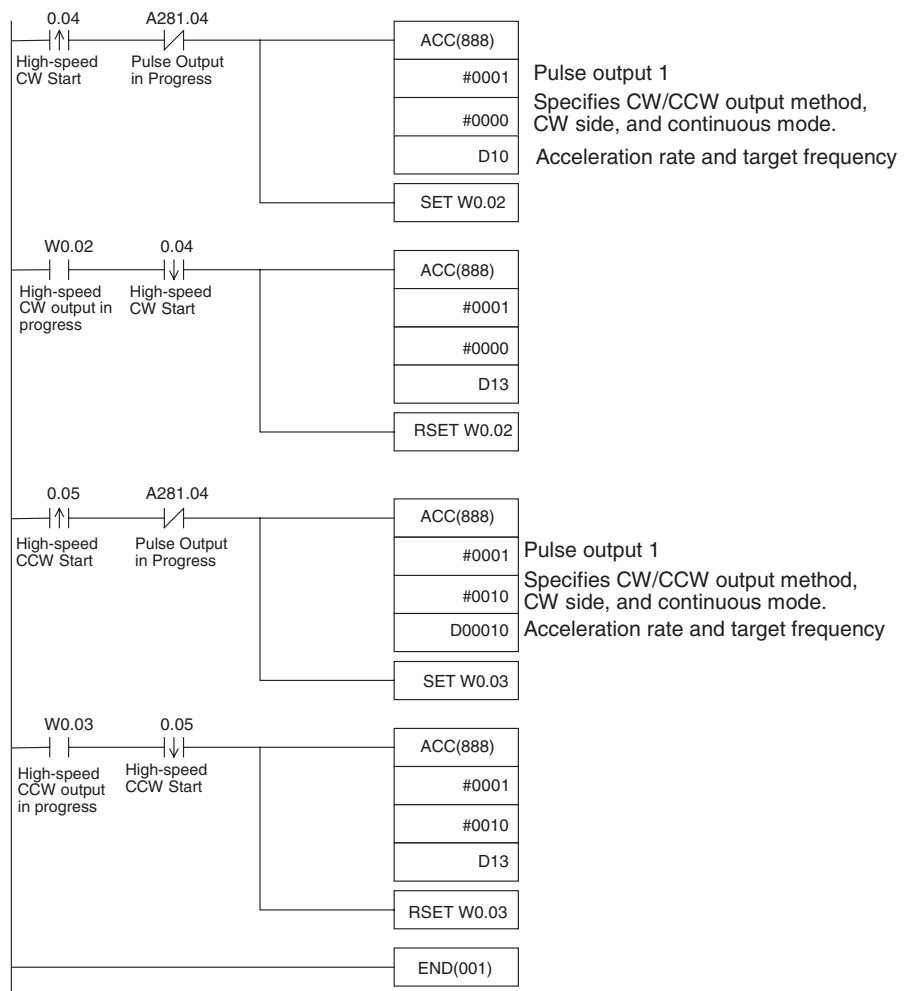 0.04 A281.04
High-speed CW Start
Pulse Output in Progress
ACC(888)
#0001 Pulse output 1
#0000 Specifies CW/CCW output method, CW side, and continuous mode.
D10 Acceleration rate and target frequency
SET W0.02
W0.02 0.04
High-speed CW output in progress
High-speed CW Start
ACC(888)
#0001
#0000
D13
RSET W0.02
0.05 A281.04
High-speed CCW Start
Pulse Output in Progress
ACC(888)
#0001 Pulse output 1
#0010 Specifies CW/CCW output method, CW side, and continuous mode.
D00010 Acceleration rate and target frequency
SET W0.03
W0.03 0.05
High-speed CCW output in progress
High-speed CCW Start
ACC(888)
#0001
#0010
D13
RSET W0.03
END(001)